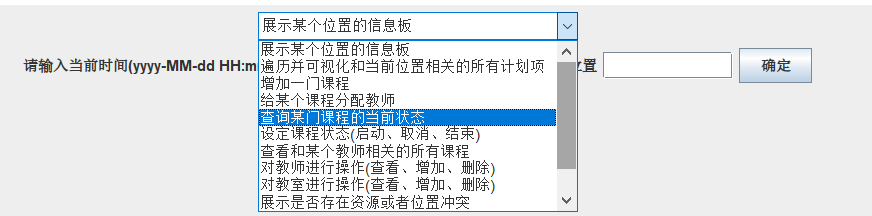 展示某个位置的信息板
展示某个位置的信息板
遍历并可视化和当前位置相关的所有计划项
请输入当前时间(yyyy-MM-dd HH:m
位置
确定
增加一门课程
给某个课程分配教师
查询某门课程的当前状态
设定课程状态(启动、取消、结束)
查看和某个教师相关的所有课程
对教师进行操作(查看、增加、删除)
对教室进行操作(查看、增加、删除)
展示是否存在资源或者位置冲突